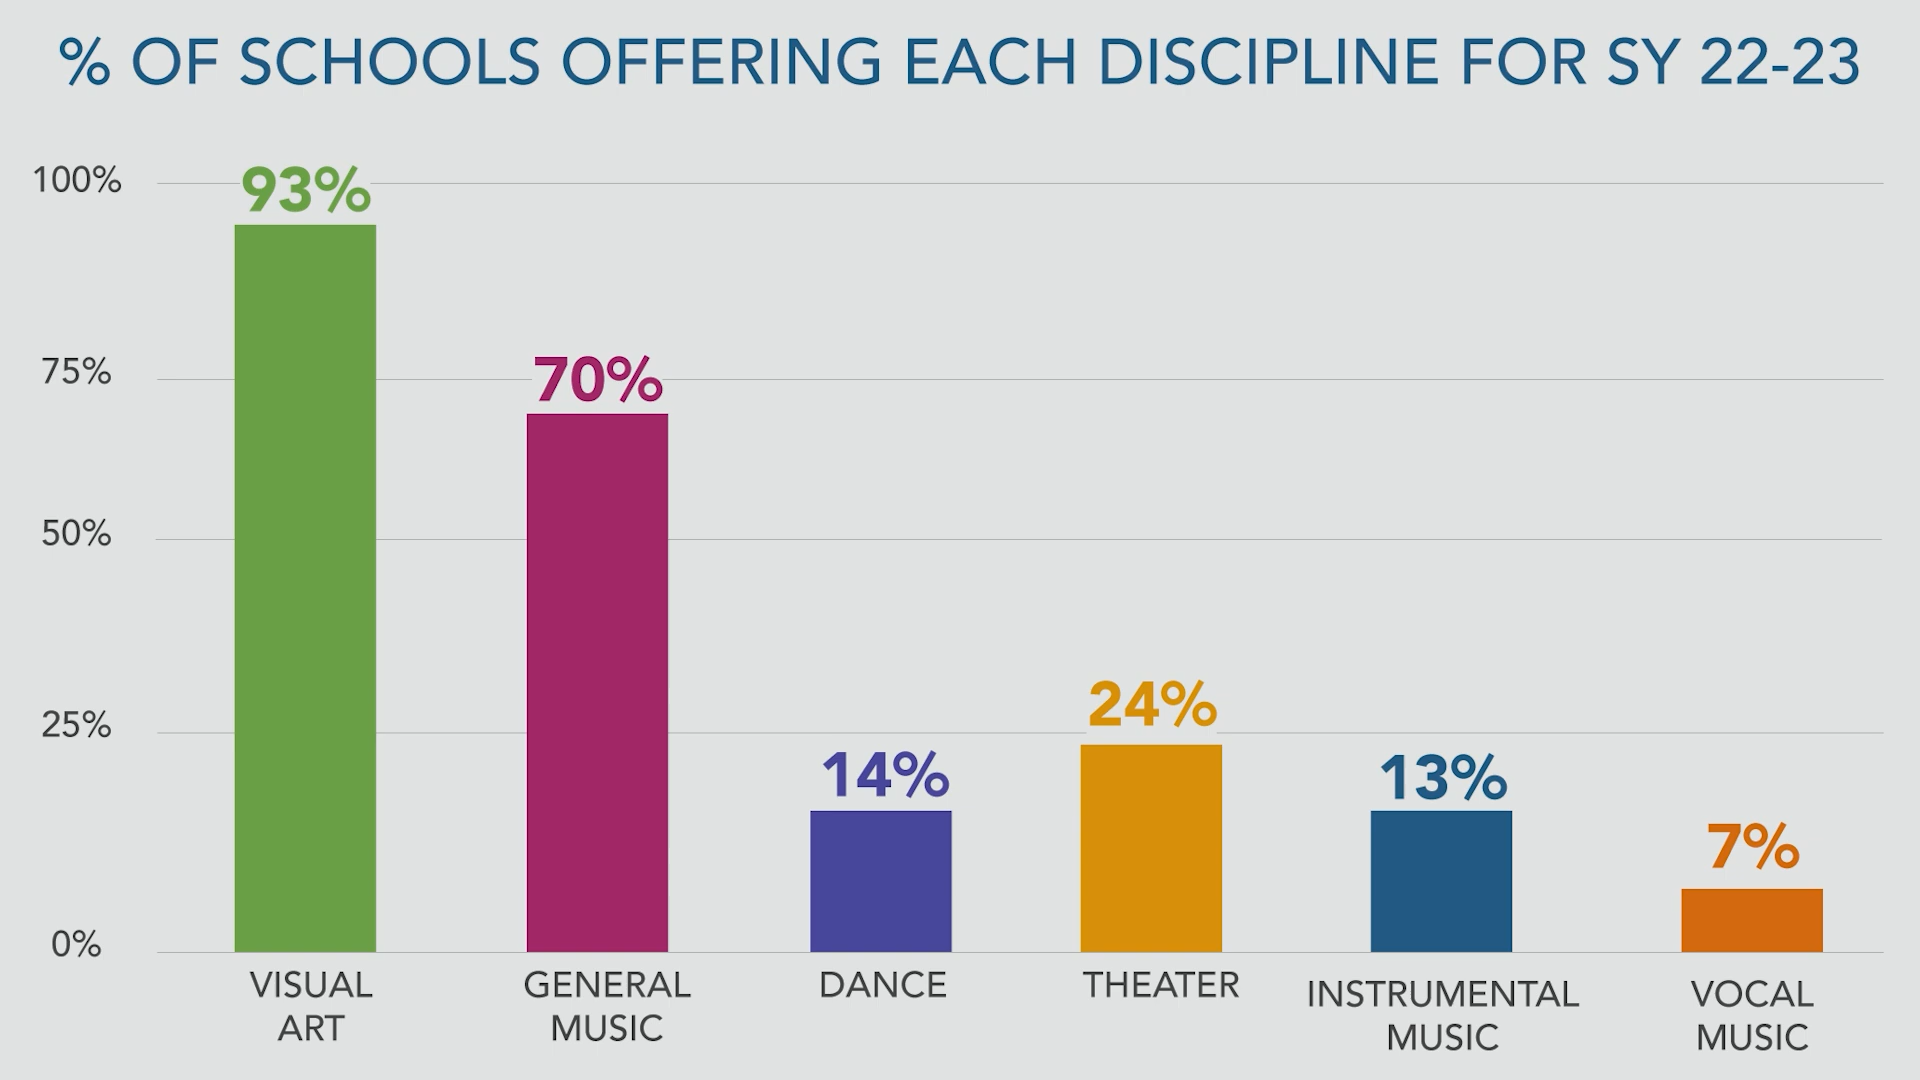 % OF SCHOOLS OFFERING EACH DISCIPLINE FOR SY 22-23
100%
75%
50%
25%
0%
93%
70%
14%
24%
13%
7%
VISUAL
ART
GENERAL
MUSIC
DANCE
THEATER
INSTRUMENTAL
MUSIC
VOCAL
MUSIC